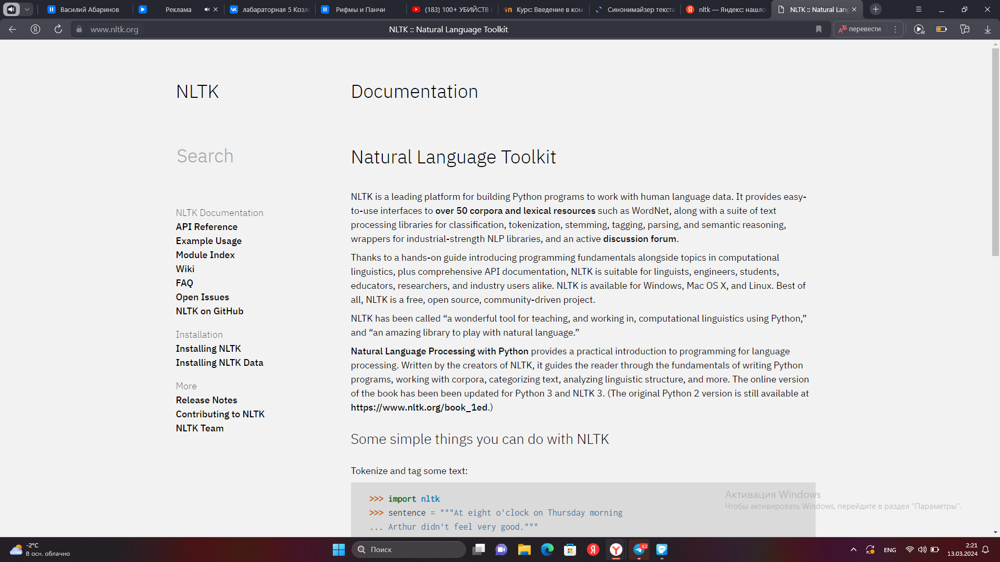 Василий Абаринов
Реклама
лабараторная 5 Козло
Рифмы и Панчи
(183) 100+ УБИЙСТВ
Курс: Введение в ком
Синонимайзер текста
nltk — Яндекс: нашло
NLTK :: Natural Lang
www.nltk.org
NLTK :: Natural Language Toolkit
перевести
NLTK
Documentation
Search
NLTK Documentation
API Reference
Example Usage
Module Index
Wiki
FAQ
Open Issues
NLTK on GitHub
Installation
Installing NLTK
Installing NLTK Data
More
Release Notes
Contributing to NLTK
NLTK Team
Natural Language Toolkit
NLTK is a leading platform for building Python programs to work with human language data. It provides easy-
to-use interfaces to over 50 corpora and lexical resources such as WordNet, along with a suite of text
processing libraries for classification, tokenization, stemming, tagging, parsing, and semantic reasoning,
wrappers for industrial-strength NLP libraries, and an active discussion forum.
Thanks to a hands-on guide introducing programming fundamentals alongside topics in computational
linguistics, plus comprehensive API documentation, NLTK is suitable for linguists, engineers, students,
educators, researchers, and industry users alike. NLTK is available for Windows, Mac OS X, and Linux. Best of
all, NLTK is a free, open source, community-driven project.
NLTK has been called “a wonderful tool for teaching, and working in, computational linguistics using Python,”
and “an amazing library to play with natural language.”
Natural Language Processing with Python provides a practical introduction to programming for language
processing. Written by the creators of NLTK, it guides the reader through the fundamentals of writing Python
programs, working with corpora, categorizing text, analyzing linguistic structure, and more. The online version
of the book has been been updated for Python 3 and NLTK 3. (The original Python 2 version is still available at
https://www.nltk.org/book_1ed.)
Some simple things you can do with NLTK
Tokenize and tag some text:
>>> import nltk
>>> sentence = """At eight o'clock on Thursday morning
... Arthur didn't feel very good."""
Активация Windows
Чтобы активировать Windows, перейдите в раздел "Параметры".
-2°C
В осн. облачно
Поиск
62
ENG
2:21
13.03.2024